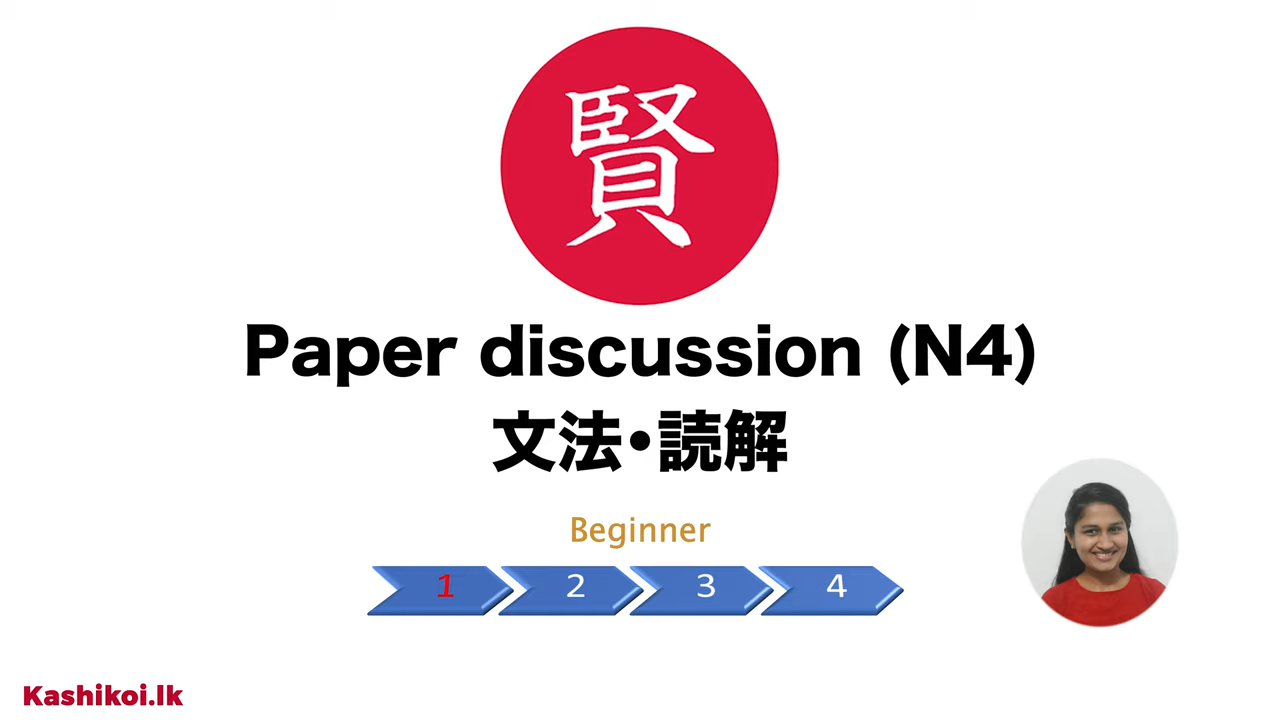 賢
Paper discussion (N4)
文法・読解
Beginner
1 2 3 4
Kashikoi.lk